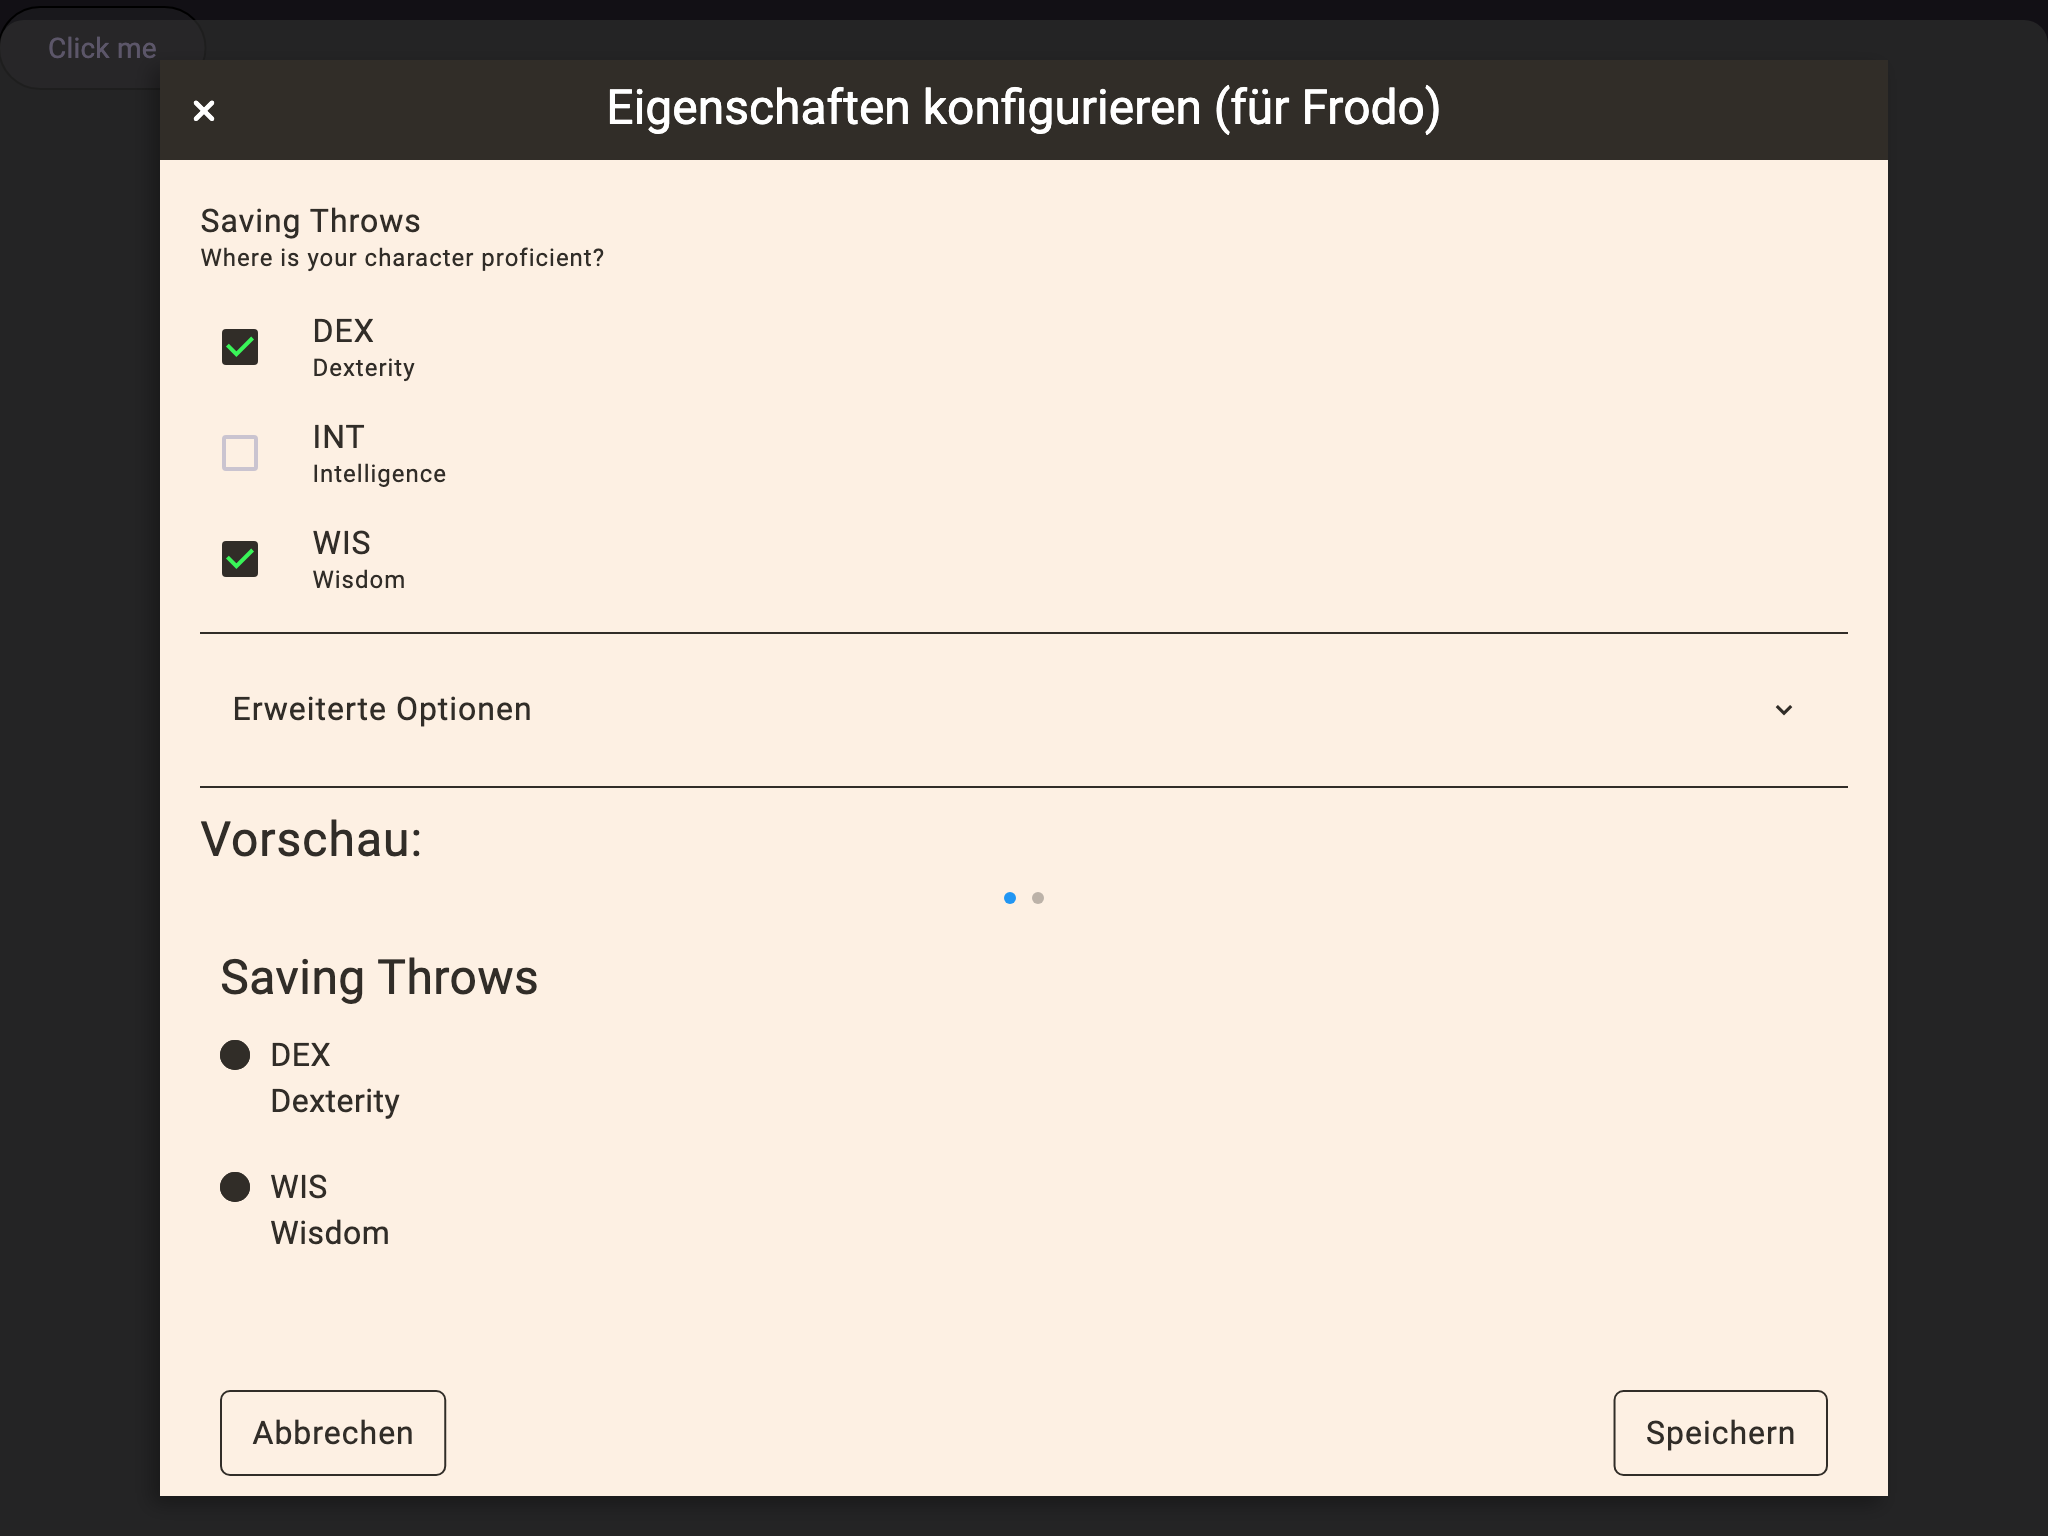 Click me
Eigenschaften konfigurieren (für Frodo)
Saving Throws
Where is your character proficient?
DEX
Dexterity
INT
Intelligence
WIS
Wisdom
Erweiterte Optionen
Vorschau:
Saving Throws
DEX
Dexterity
WIS
Wisdom
Abbrechen
Speichern